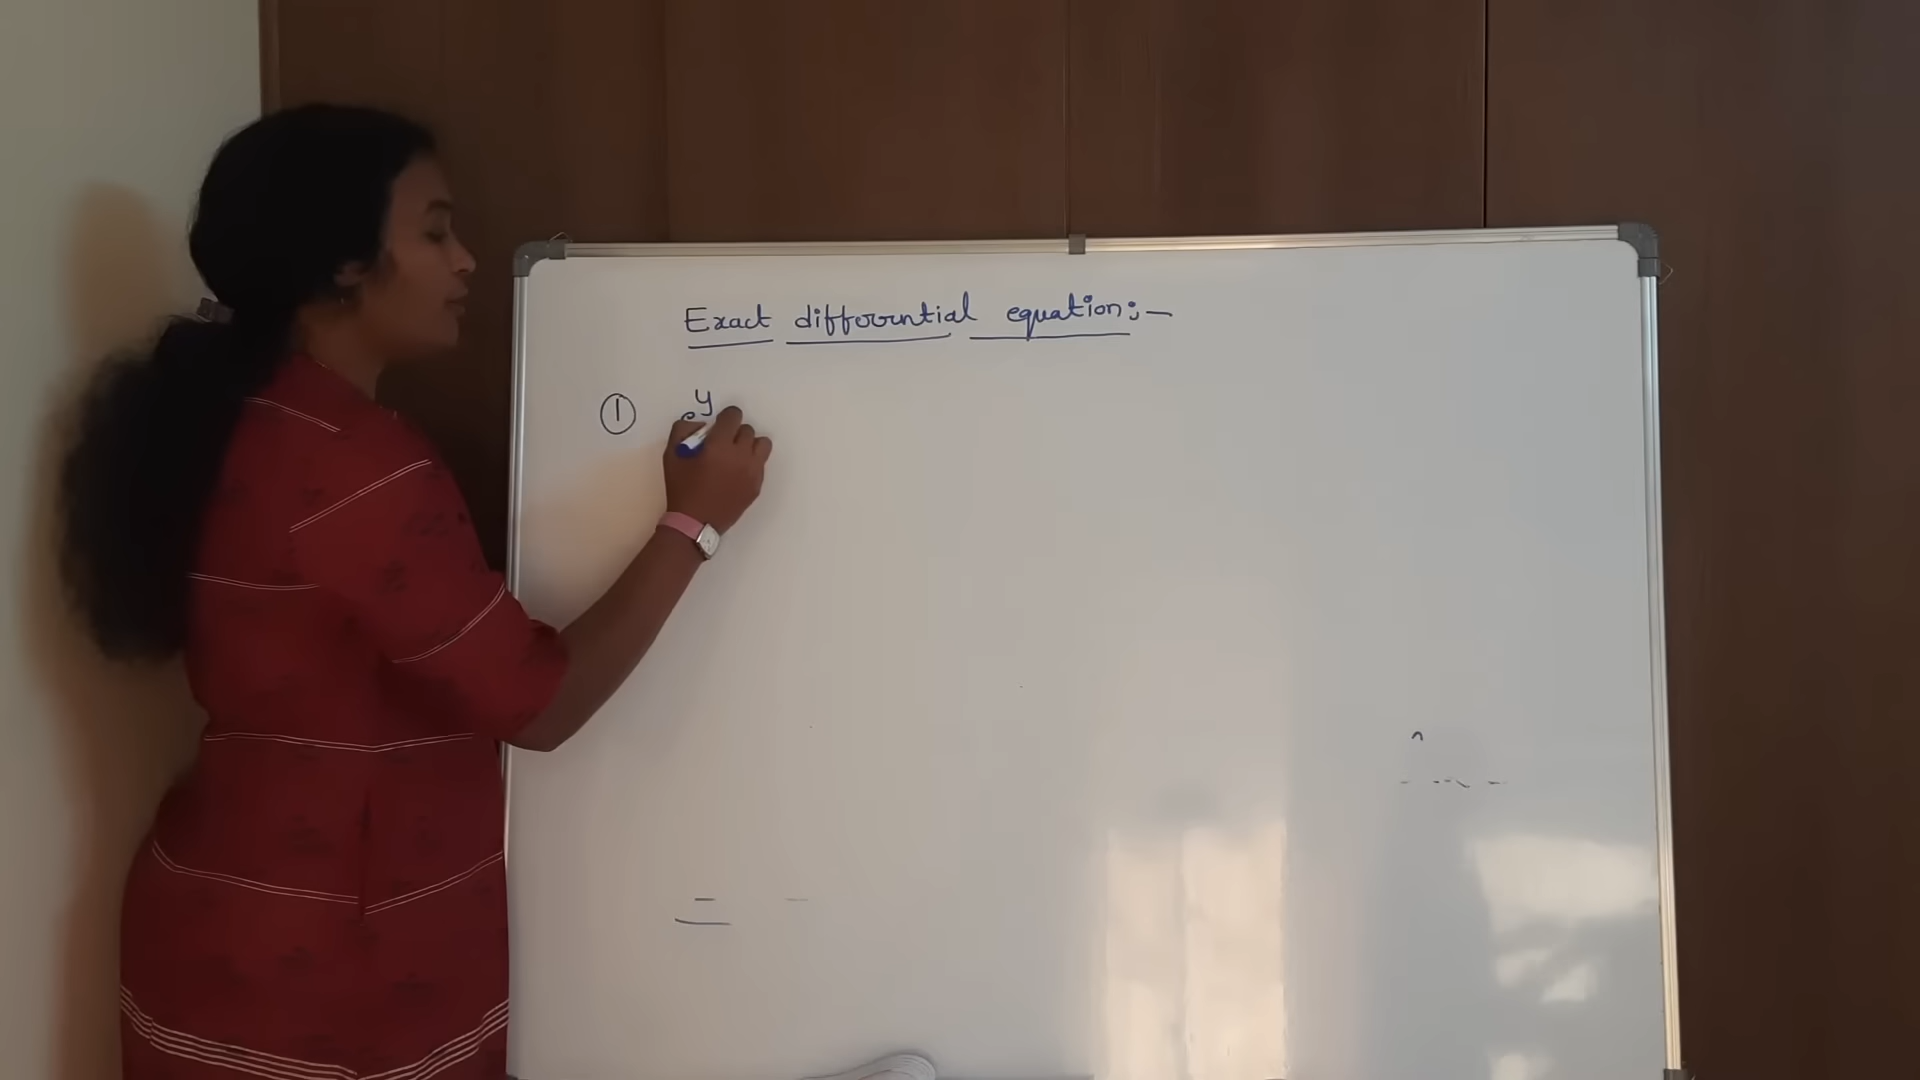 Exact differential equation:-
① e^y